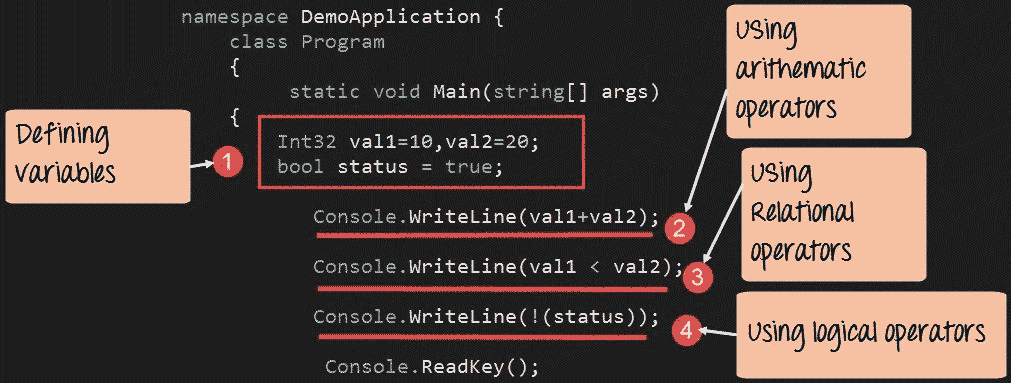 namespace DemoApplication {
class Program
{
static void Main(string[] args)
{
Int32 val1=10,val2=20;
bool status = true;
Console.WriteLine(val1+val2);
Console.WriteLine(val1 < val2);
Console.WriteLine(!(status));
Console.ReadKey();
Defining
variables
1
Using
arithematic
operators
2
Using
Relational
operators
3
Using logical operators
4